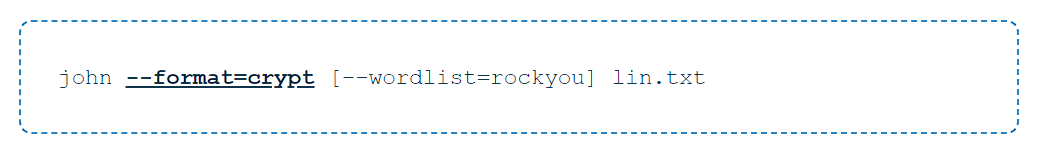 john --format=crypt [--wordlist=rockyou] lin.txt